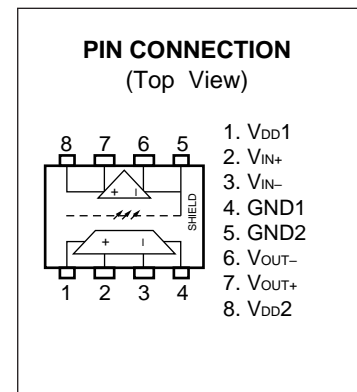 PIN CONNECTION
(Top View)
8 7 6 5
+ −
SHIELD
+ −
1 2 3 4
1. VDD1
2. VIN+
3. VIN−
4. GND1
5. GND2
6. VOUT−
7. VOUT+
8. VDD2